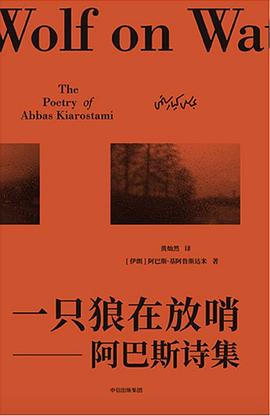 Wolf on Wat
The
Poetry of
Abbas Kiarostami
عباس کیارستمی
黄灿然 译
[伊朗] 阿巴斯·基阿鲁斯达米 著
一只狼在放哨
——阿巴斯诗集
中信出版集团